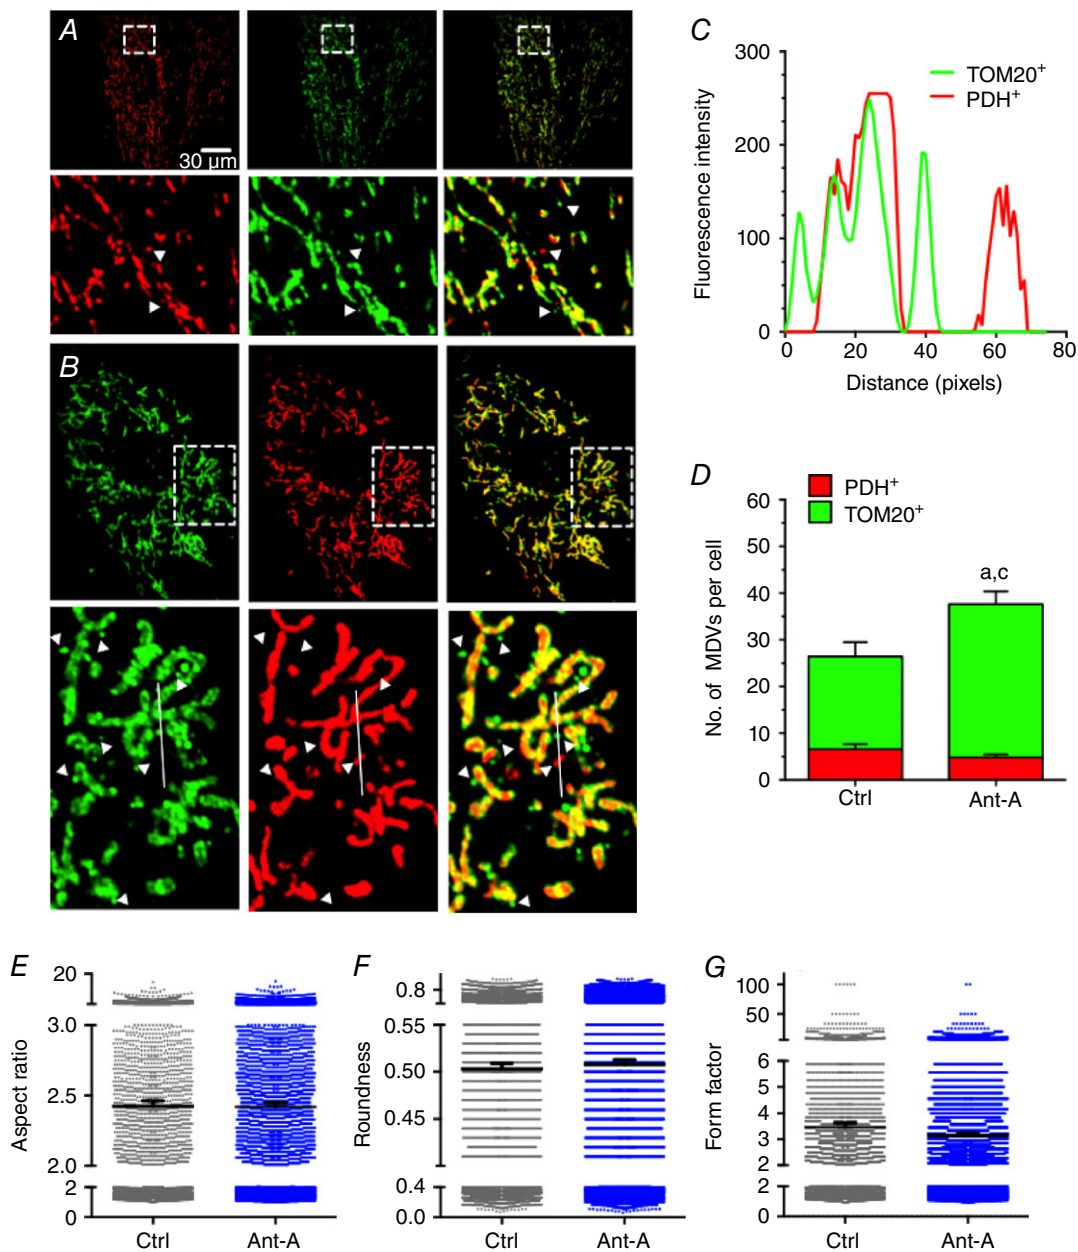 A
30 µm
B
C
300
200
100
0
Fluorescence intensity
TOM20+
PDH+
0 20 40 60 80
Distance (pixels)
D
PDH+
TOM20+
60
50
40
30
20
10
0
No. of MDVs per cell
a,c
Ctrl Ant-A
E
20
3.0
2.5
2.0
2
0
Aspect ratio
Ctrl Ant-A
F
0.8
0.55
0.50
0.45
0.4
0.0
Roundness
Ctrl Ant-A
G
100
50
6
5
4
3
2
2
0
Form factor
Ctrl Ant-A